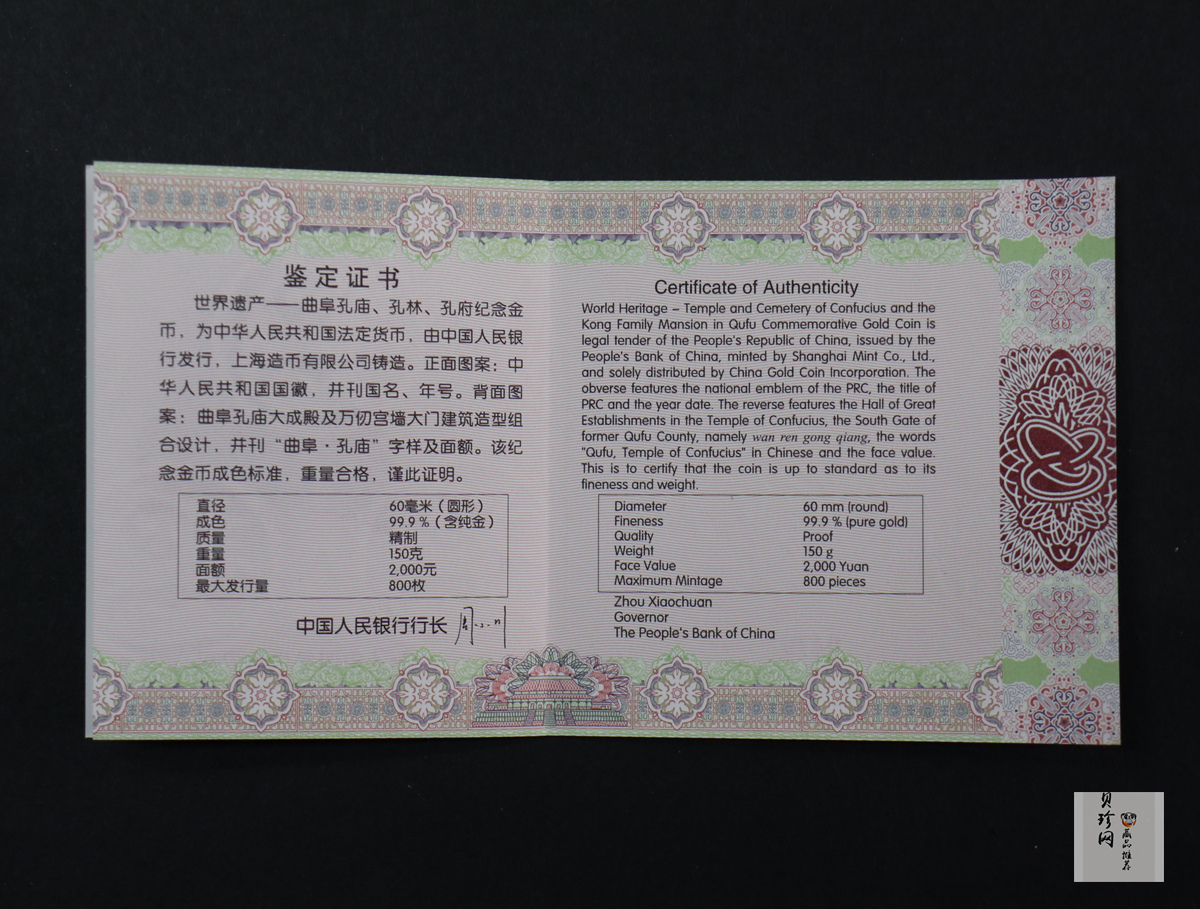 鉴定证书
世界遗产——曲阜孔庙、孔林、孔府纪念金
币，为中华人民共和国法定货币，由中国人民银
行发行，上海造币有限公司铸造。正面图案：中
华人民共和国国徽，并刊国名、年号。背面图
案：曲阜孔庙大成殿及万仞宫墙大门建筑造型组
合设计，并刊“曲阜·孔庙”字样及面额。该纪
念金币成色标准，重量合格，谨此证明。
直径 60毫米（圆形）
成色 99.9 %（含纯金）
质量 精制
重量 150克
面额 2,000元
最大发行量 800枚
中国人民银行行长 周小川
Certificate of Authenticity
World Heritage – Temple and Cemetery of Confucius and the
Kong Family Mansion in Qufu Commemorative Gold Coin is
legal tender of the People's Republic of China, issued by the
People's Bank of China, minted by Shanghai Mint Co., Ltd.,
and solely distributed by China Gold Coin Incorporation. The
obverse features the national emblem of the PRC, the title of
PRC and the year date. The reverse features the Hall of Great
Establishments in the Temple of Confucius, the South Gate of
former Qufu County, namely wan ren gong qiang, the words
"Qufu, Temple of Confucius" in Chinese and the face value.
This is to certify that the coin is up to standard as to its
fineness and weight.
Diameter 60 mm (round)
Fineness 99.9 % (pure gold)
Quality Proof
Weight 150 g
Face Value 2,000 Yuan
Maximum Mintage 800 pieces
Zhou Xiaochuan
Governor
The People's Bank of China
贝珍网
藏品推荐